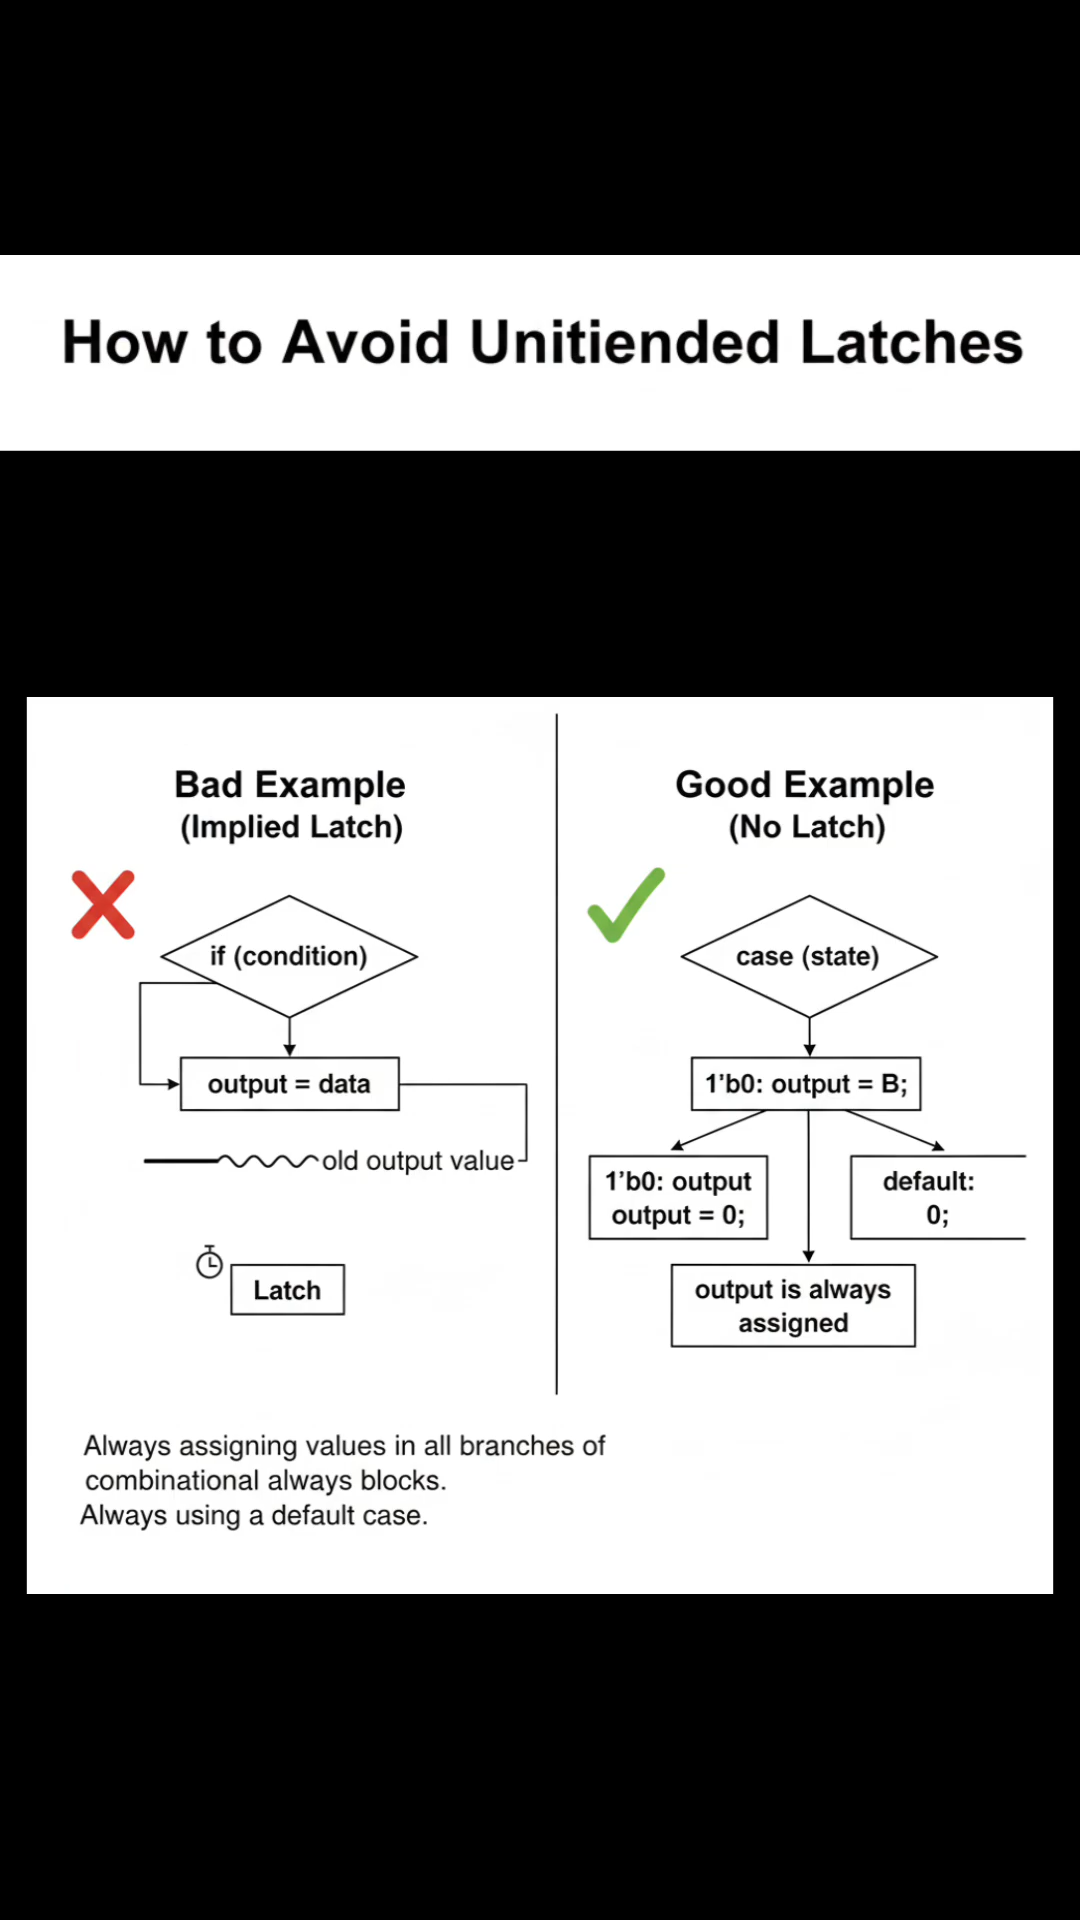 How to Avoid Unitiended Latches
Bad Example
(Implied Latch)
if (condition)
output = data
old output value
Latch
Good Example
(No Latch)
case (state)
1'b0: output = B;
1'b0: output
output = 0;
default:
0;
output is always
assigned
Always assigning values in all branches of
combinational always blocks.
Always using a default case.